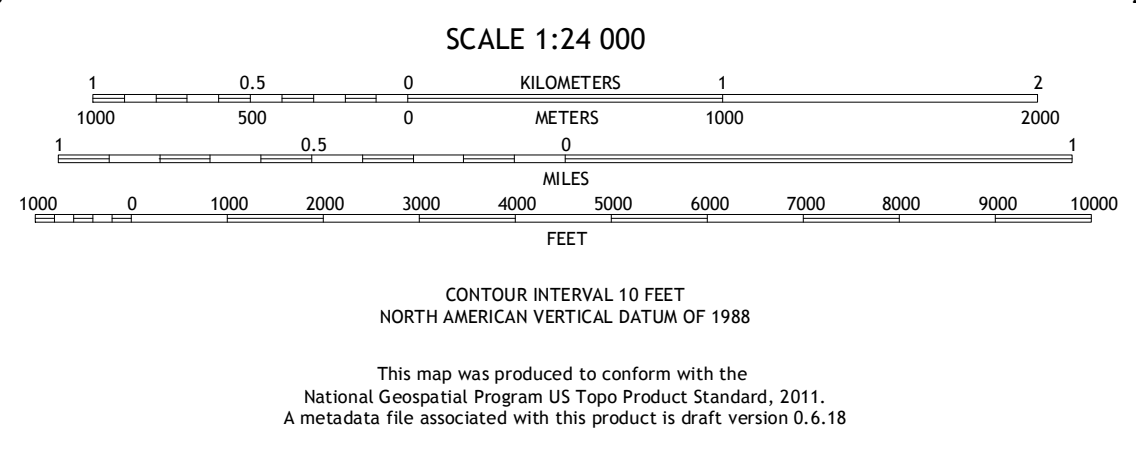 SCALE 1:24 000
1 0.5 0 KILOMETERS 1 2
1000 500 0 METERS 1000 2000
1 0.5 0 1
MILES
1000 0 1000 2000 3000 4000 5000 6000 7000 8000 9000 10000
FEET
CONTOUR INTERVAL 10 FEET
NORTH AMERICAN VERTICAL DATUM OF 1988
This map was produced to conform with the
National Geospatial Program US Topo Product Standard, 2011.
A metadata file associated with this product is draft version 0.6.18